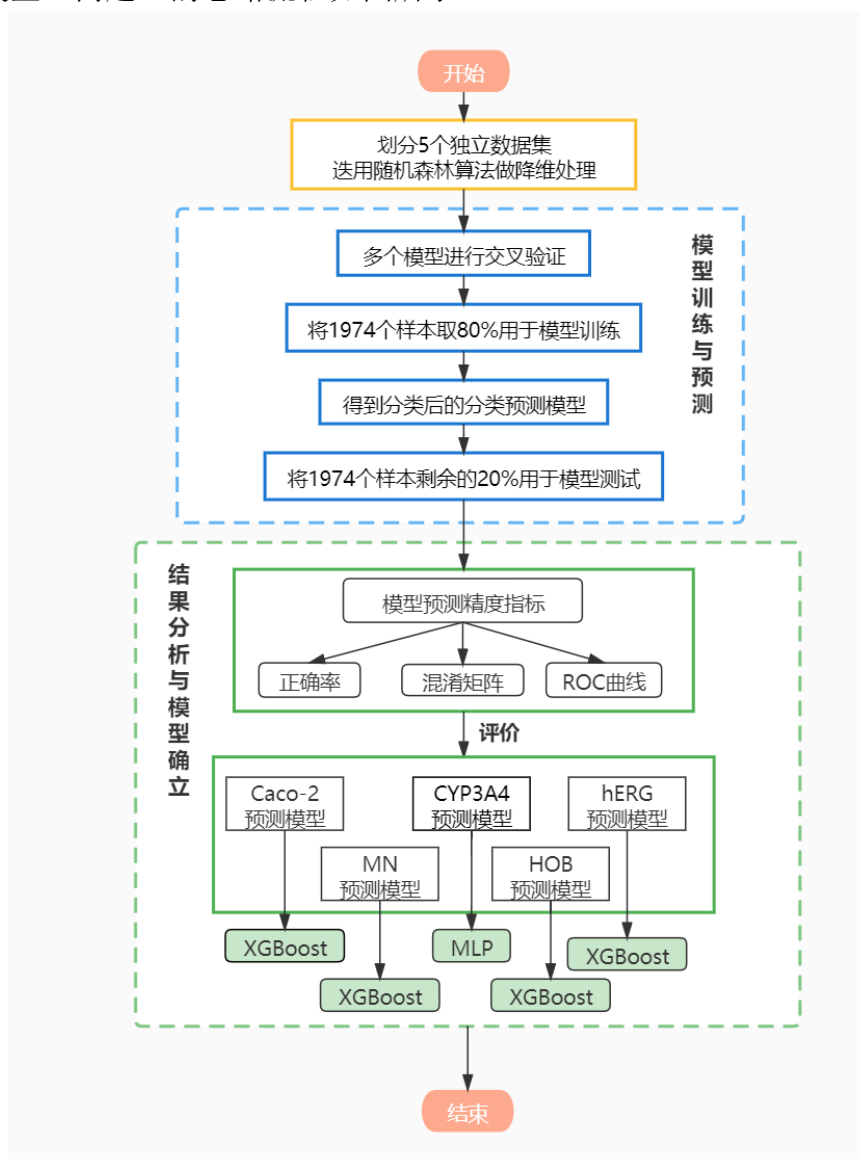 开始
划分5个独立数据集
迭用随机森林算法做降维处理
模型训练与预测
多个模型进行交叉验证
将1974个样本取80%用于模型训练
得到分类后的分类预测模型
将1974个样本剩余的20%用于模型测试
结果分析与模型确立
模型预测精度指标
正确率
混淆矩阵
ROC曲线
评价
Caco-2
预测模型
CYP3A4
预测模型
hERG
预测模型
MN
预测模型
HOB
预测模型
XGBoost
MLP
XGBoost
XGBoost
XGBoost
结束